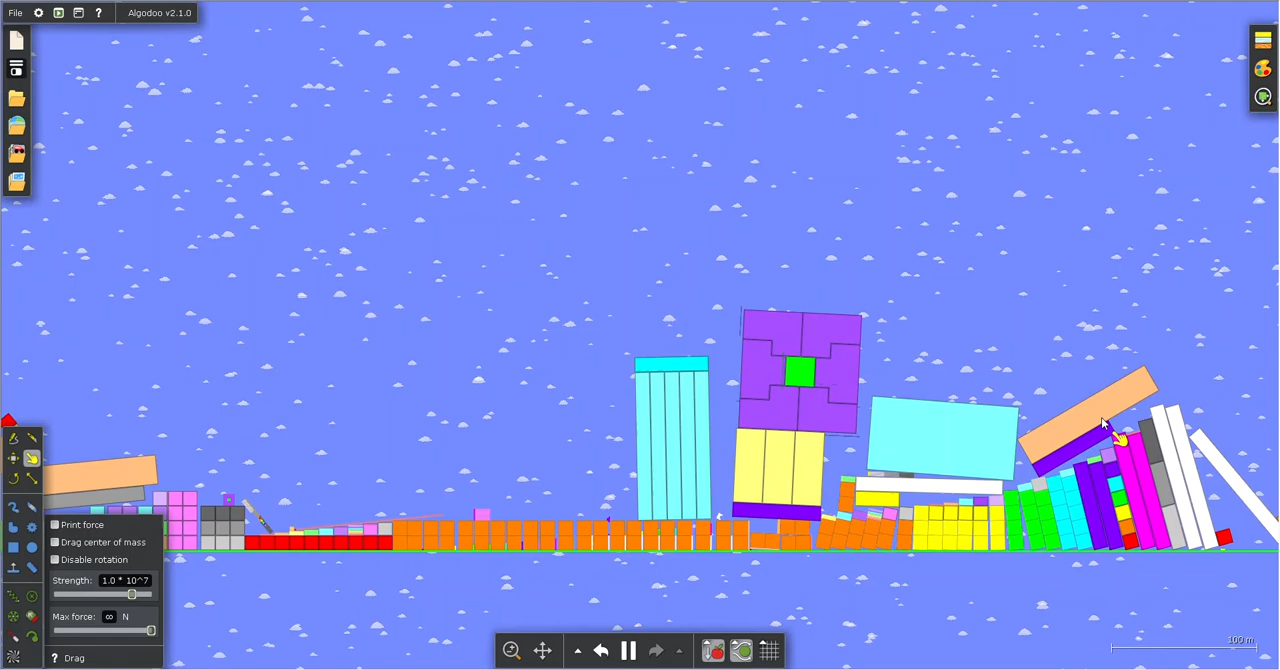 File ? Algodoo v2.1.0
Print force
Drag center of mass
Disable rotation
Strength: 1.0 * 10^7
Max force: ∞ N
? Drag
100 m